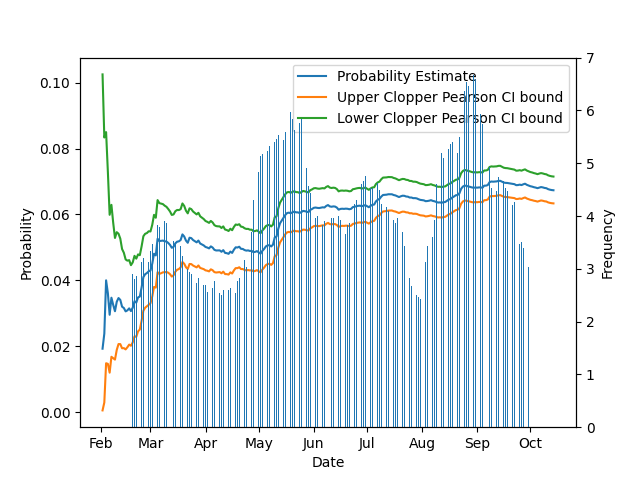 Probability Estimate
Upper Clopper Pearson CI bound
Lower Clopper Pearson CI bound
0.10
0.08
0.06
0.04
0.02
0.00
Probability
7
6
5
4
3
2
1
0
Frequency
Feb Mar Apr May Jun Jul Aug Sep Oct
Date